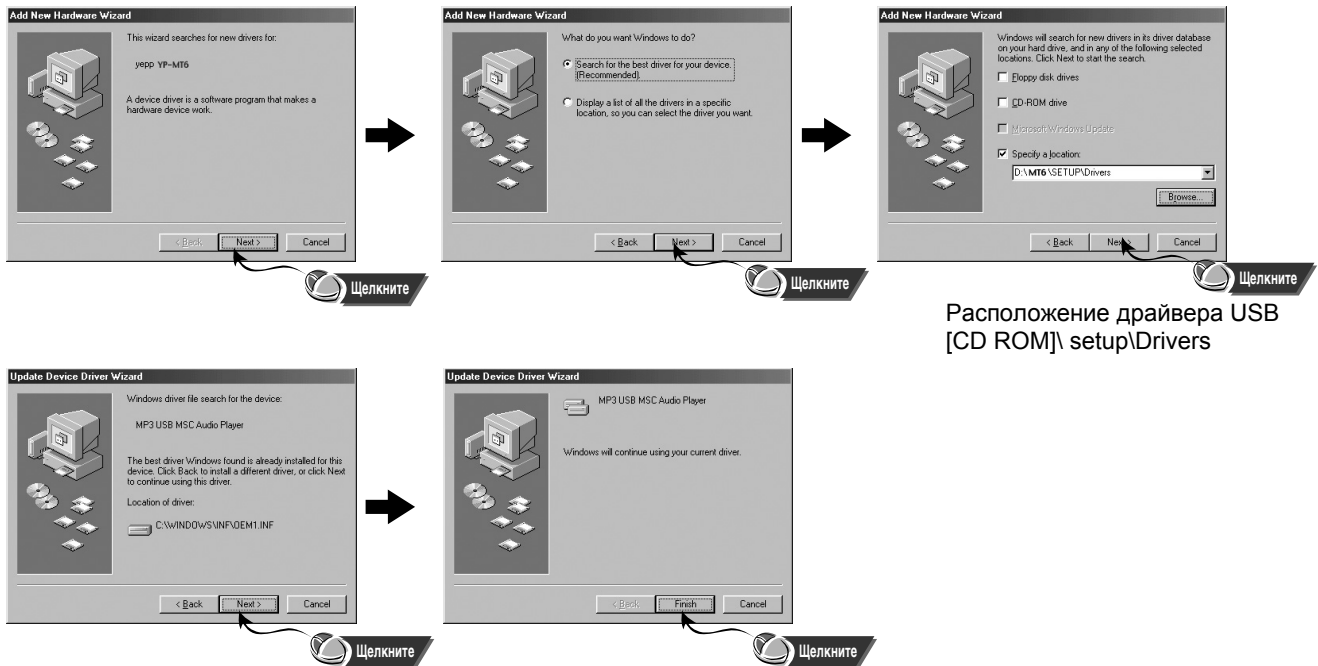 Add New Hardware Wizard
This wizard searches for new drivers for:
yepp YP-MT6
A device driver is a software program that makes a
hardware device work.
< Back
Next >
Cancel
Щелкните
Add New Hardware Wizard
What do you want Windows to do?
Search for the best driver for your device.
(Recommended).
Display a list of all the drivers in a specific
location, so you can select the driver you want.
< Back
Next >
Cancel
Щелкните
Add New Hardware Wizard
Windows will search for new drivers in its driver database
on your hard drive, and in any of the following selected
locations. Click Next to start the search.
Floppy disk drives
CD-ROM drive
Microsoft Windows Update
Specify a location:
D:\MT6\SETUP\Drivers
Browse...
< Back
Next >
Cancel
Щелкните
Расположение драйвера USB
[CD ROM]\ setup\Drivers
Update Device Driver Wizard
Windows driver file search for the device:
MP3 USB MSC Audio Player
The best driver Windows found is already installed for this
device. Click Back to install a different driver, or click Next
to continue using this driver.
Location of driver:
C:\WINDOWS\INF\OEM1.INF
< Back
Next >
Cancel
Щелкните
Update Device Driver Wizard
MP3 USB MSC Audio Player
Windows will continue using your current driver.
< Back
Finish
Cancel
Щелкните